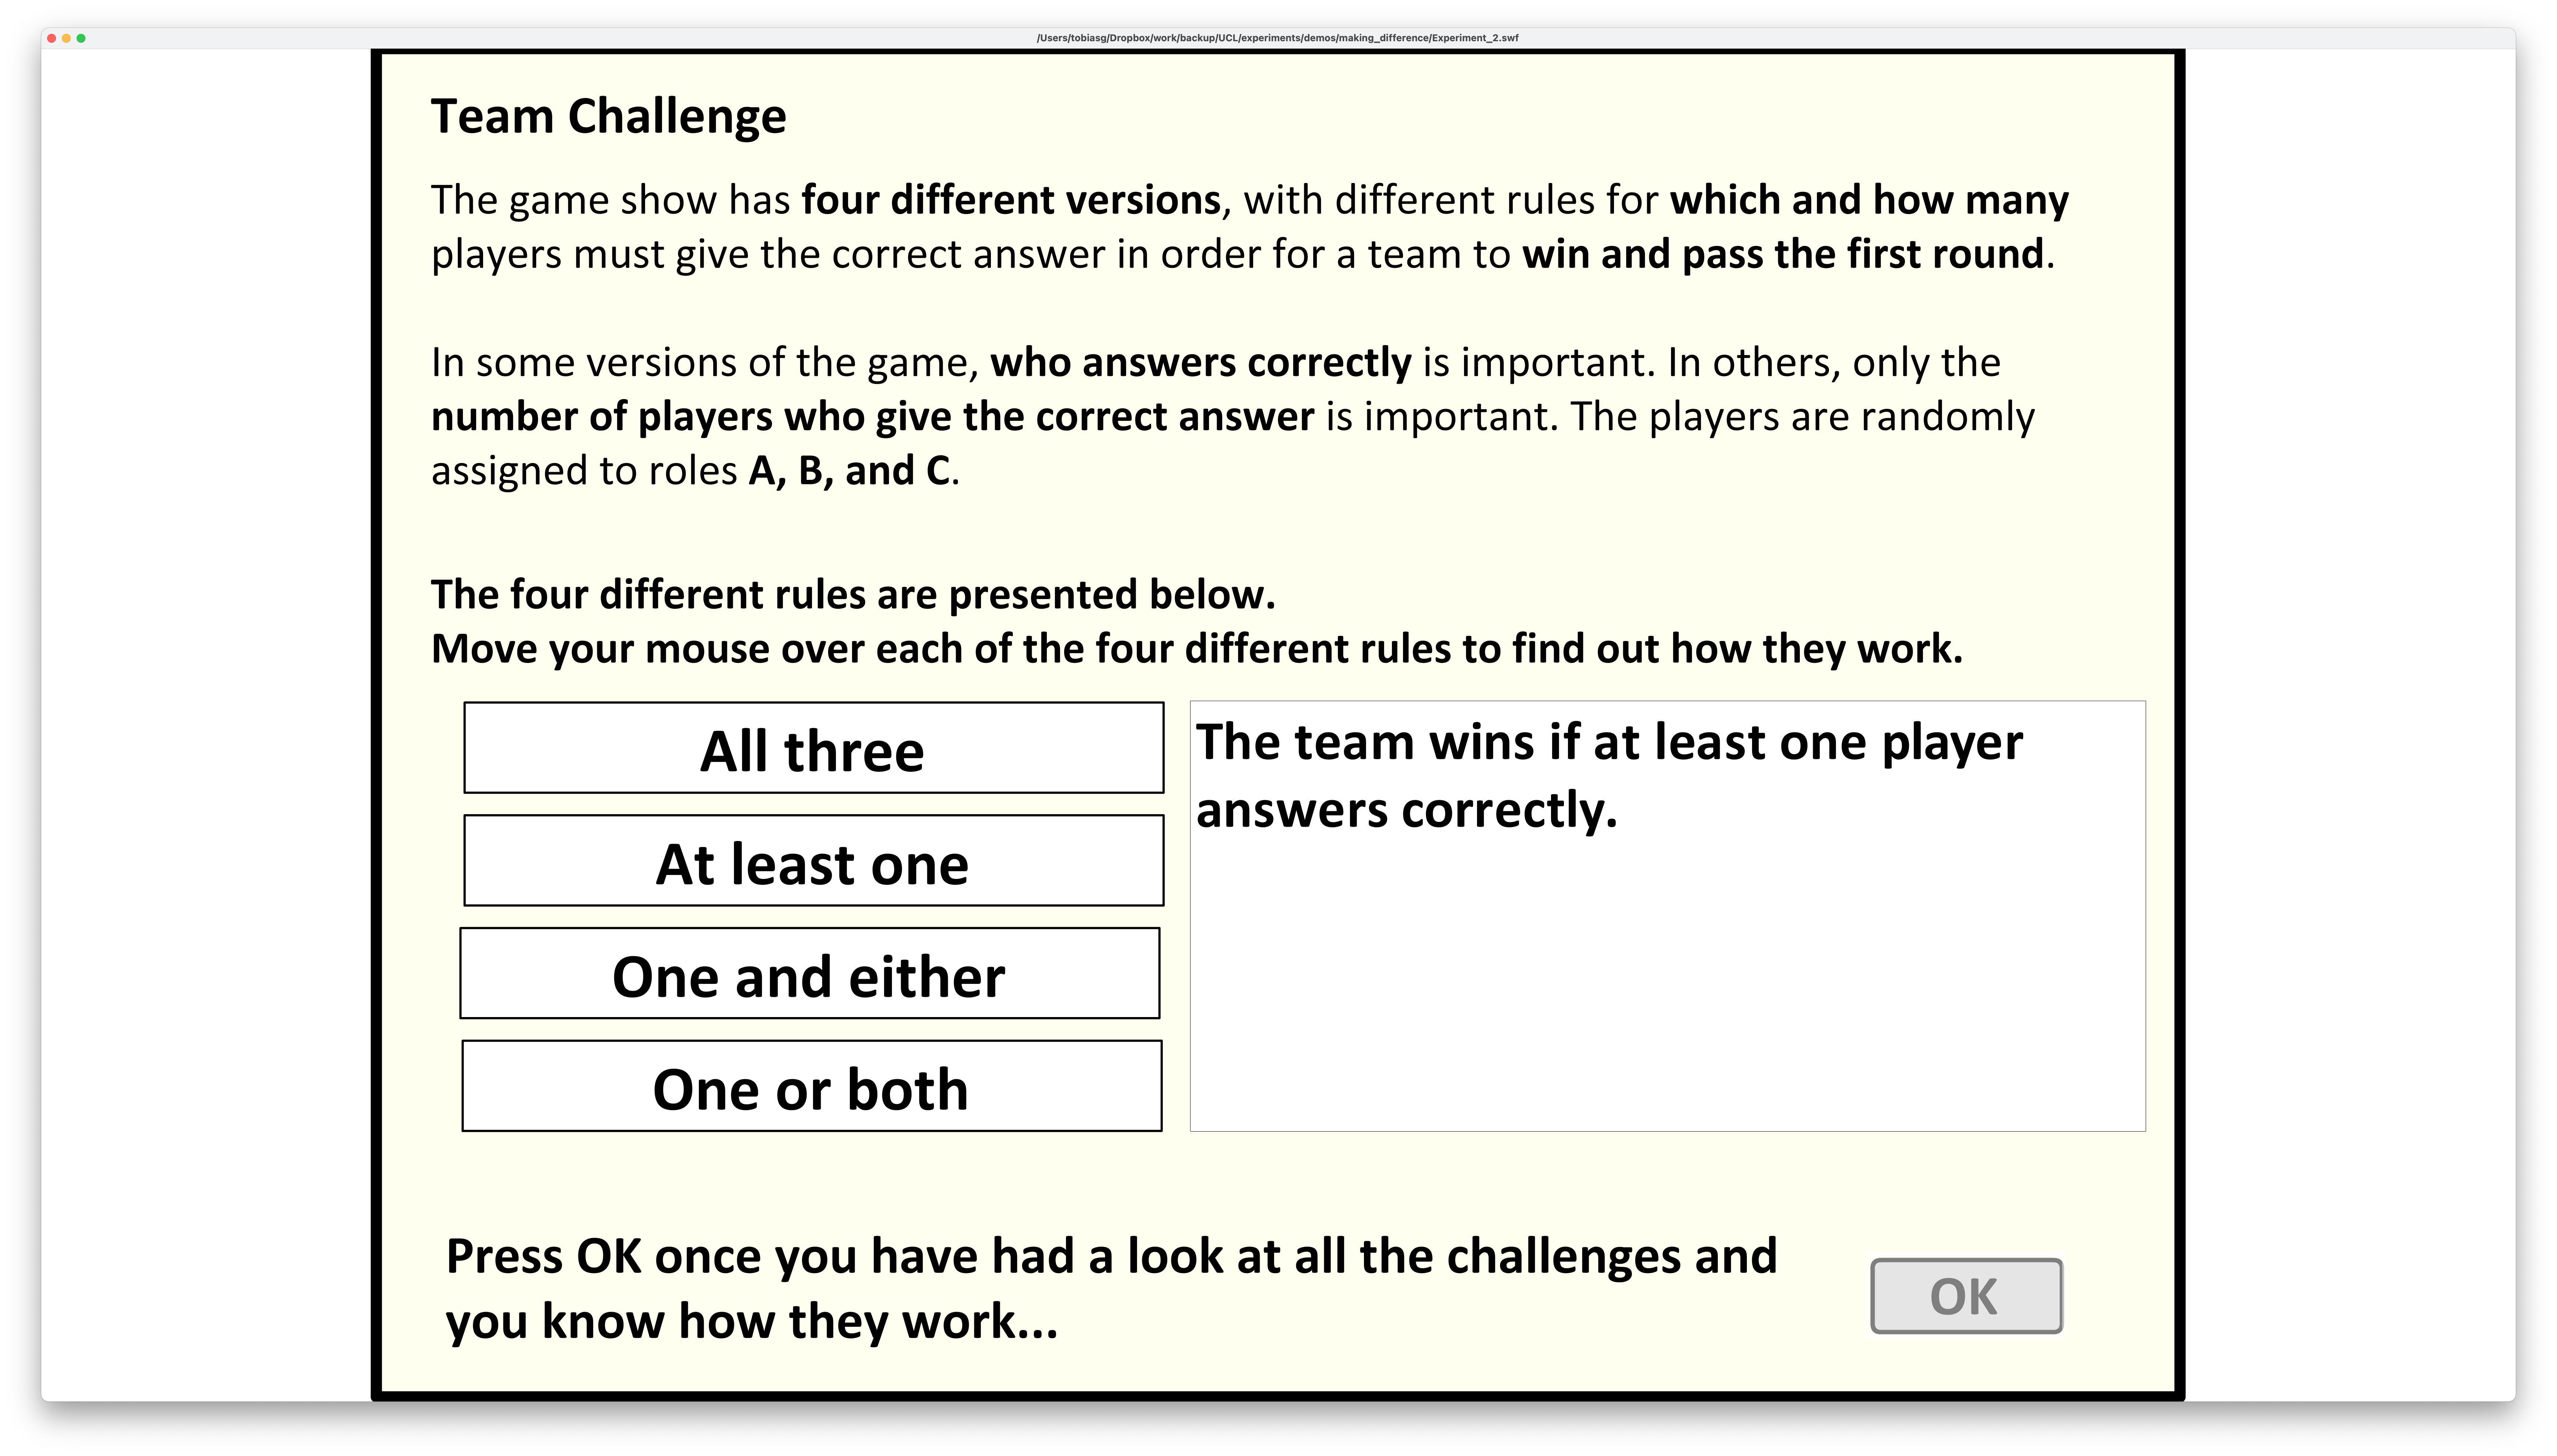 /Users/tobiasg/Dropbox/work/backup/UCL/experiments/demos/making_difference/Experiment_2.swf
Team Challenge
The game show has four different versions, with different rules for which and how many
players must give the correct answer in order for a team to win and pass the first round.
In some versions of the game, who answers correctly is important. In others, only the
number of players who give the correct answer is important. The players are randomly
assigned to roles A, B, and C.
The four different rules are presented below.
Move your mouse over each of the four different rules to find out how they work.
All three
At least one
One and either
One or both
The team wins if at least one player
answers correctly.
Press OK once you have had a look at all the challenges and
you know how they work...
OK